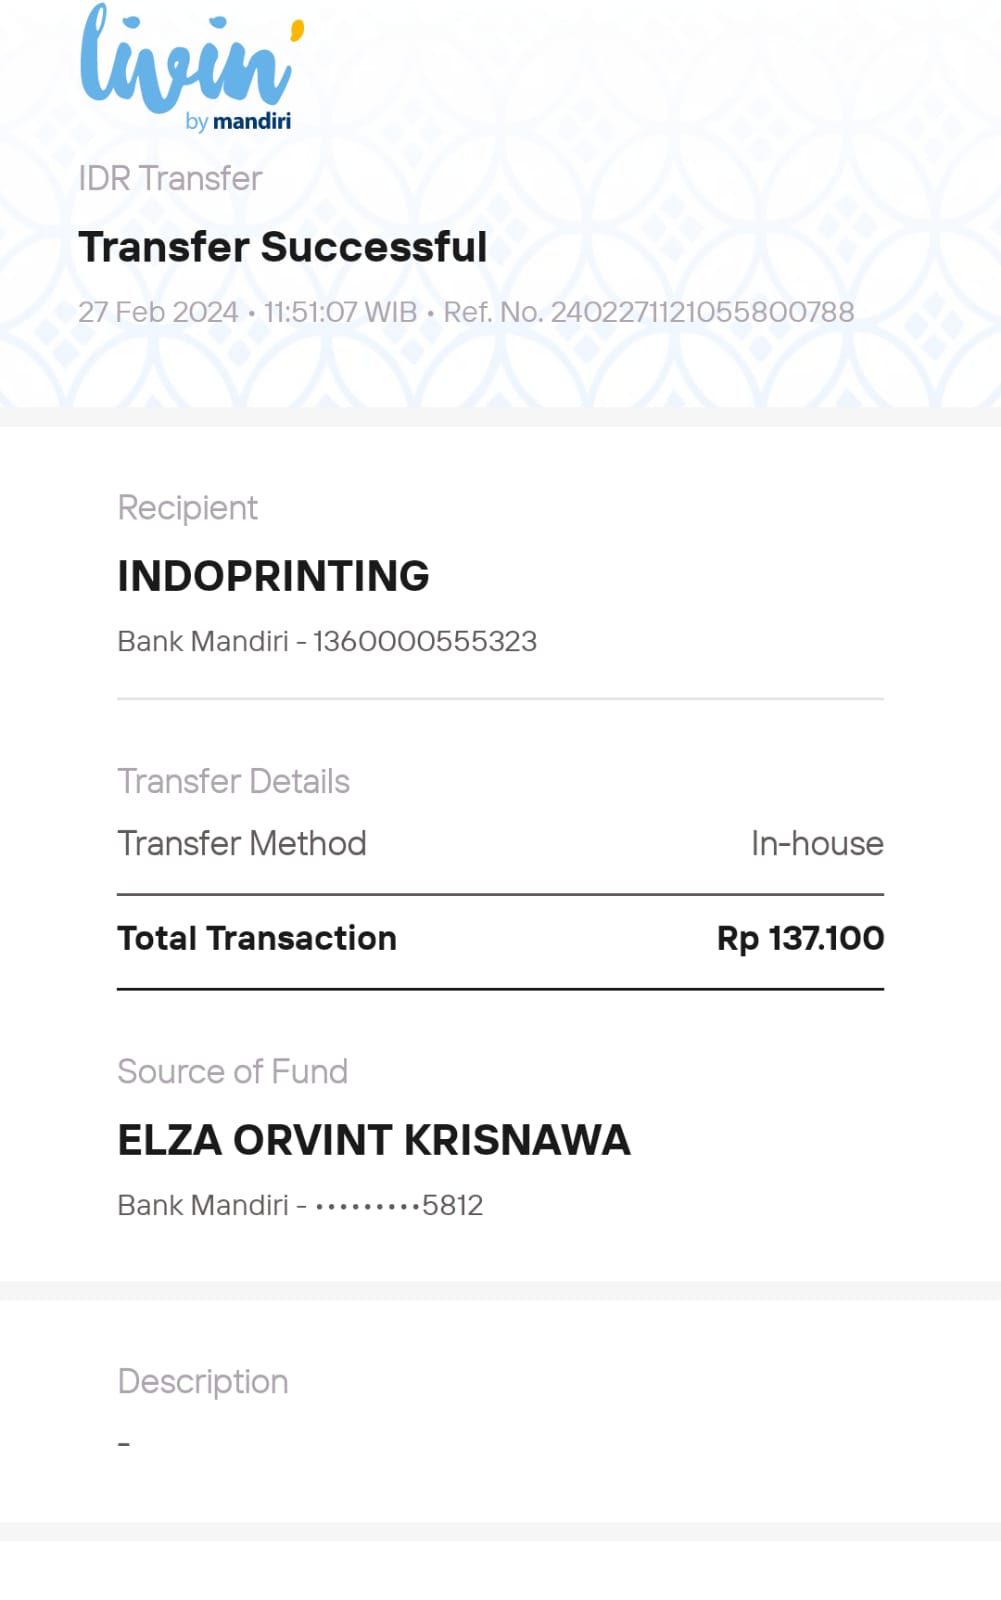 livin'
by mandiri
IDR Transfer
Transfer Successful
27 Feb 2024 • 11:51:07 WIB • Ref. No. 2402271121055800788
Recipient
INDOPRINTING
Bank Mandiri - 1360000555323
Transfer Details
Transfer Method In-house
Total Transaction Rp 137.100
Source of Fund
ELZA ORVINT KRISNAWA
Bank Mandiri - •••••••••5812
Description
-